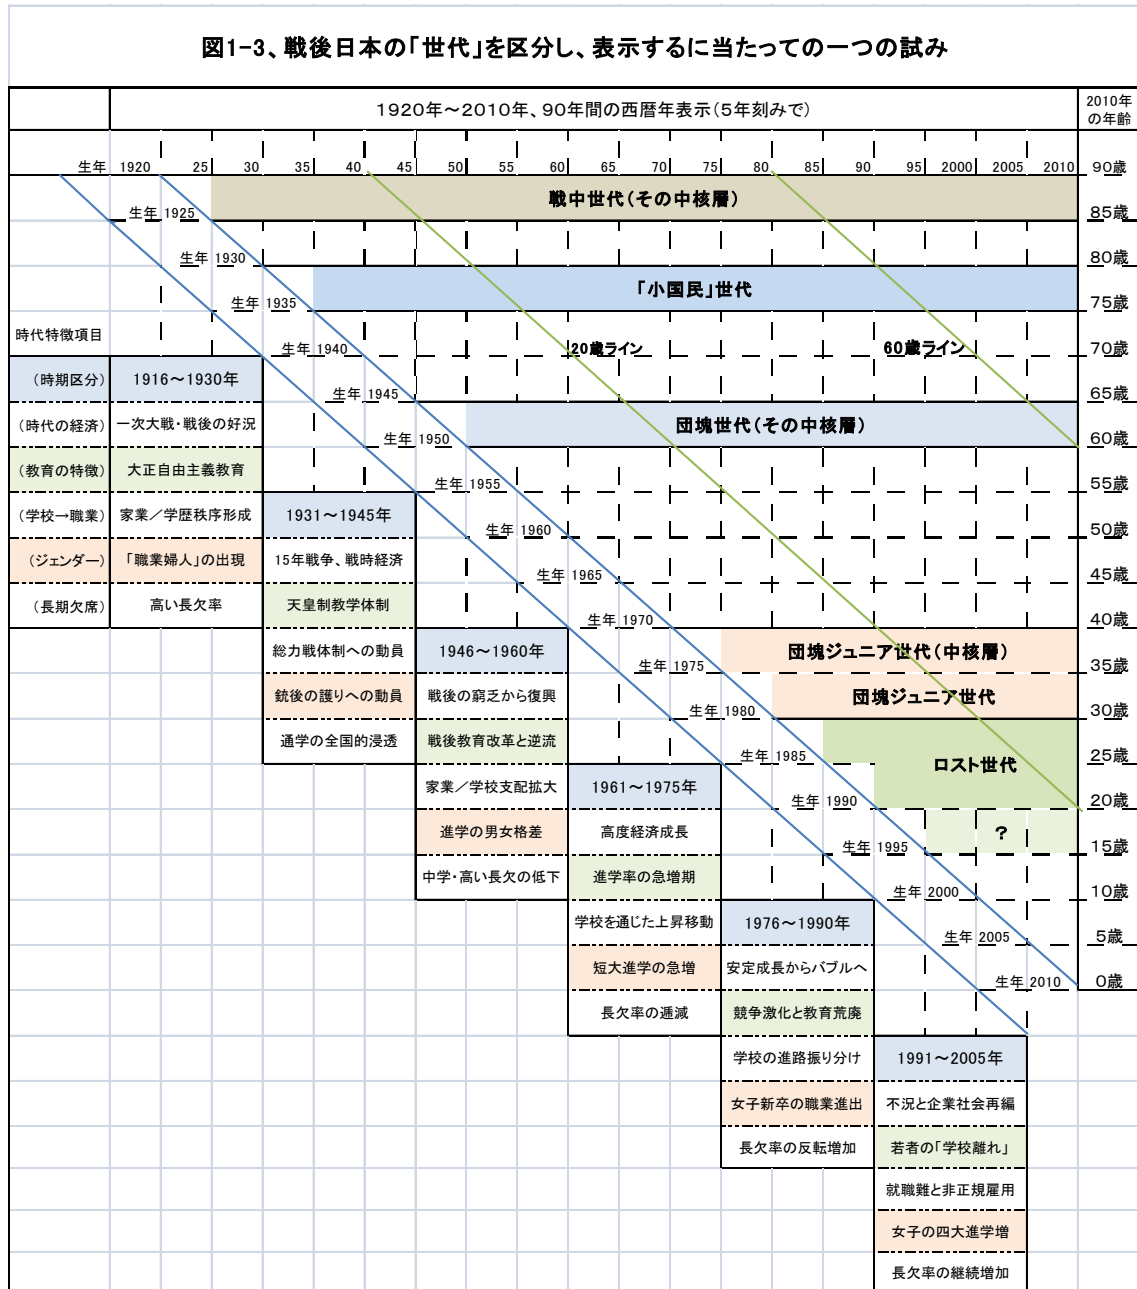 図1-3、戦後日本の「世代」を区分し、表示するに当たっての一つの試み
1920年～2010年、90年間の西暦年表示(5年刻みで)
2010年
の年齢
生年 1920 25 30 35 40 45 50 55 60 65 70 75 80 85 90 95 2000 2005 2010 90歳
戦中世代(その中核層)
生年 1925 85歳
生年 1930 80歳
「小国民」世代
生年 1935 75歳
時代特徴項目
生年 1940 20歳ライン 60歳ライン 70歳
(時期区分) 1916～1930年
生年 1945 65歳
(時代の経済) 一次大戦・戦後の好況 団塊世代(その中核層)
生年 1950 60歳
(教育の特徴) 大正自由主義教育
生年 1955 55歳
(学校→職業) 家業／学歴秩序形成 1931～1945年
生年 1960 50歳
(ジェンダー) 「職業婦人」の出現 15年戦争、戦時経済
生年 1965 45歳
(長期欠席) 高い長欠率 天皇制教学体制
生年 1970 40歳
総力戦体制への動員 1946～1960年 団塊ジュニア世代(中核層)
生年 1975 35歳
銃後の護りへの動員 戦後の窮乏から復興 団塊ジュニア世代
生年 1980 30歳
通学の全国的浸透 戦後教育改革と逆流
生年 1985 25歳
ロスト世代
家業／学校支配拡大 1961～1975年
生年 1990 20歳
進学の男女格差 高度経済成長 ？
生年 1995 15歳
中学・高い長欠の低下 進学率の急増期
生年 2000 10歳
学校を通じた上昇移動 1976～1990年
生年 2005 5歳
短大進学の急増 安定成長からバブルへ
生年 2010 0歳
長欠率の逓減 競争激化と教育荒廃
学校の進路振り分け 1991～2005年
女子新卒の職業進出 不況と企業社会再編
長欠率の反転増加 若者の「学校離れ」
就職難と非正規雇用
女子の四大進学増
長欠率の継続増加